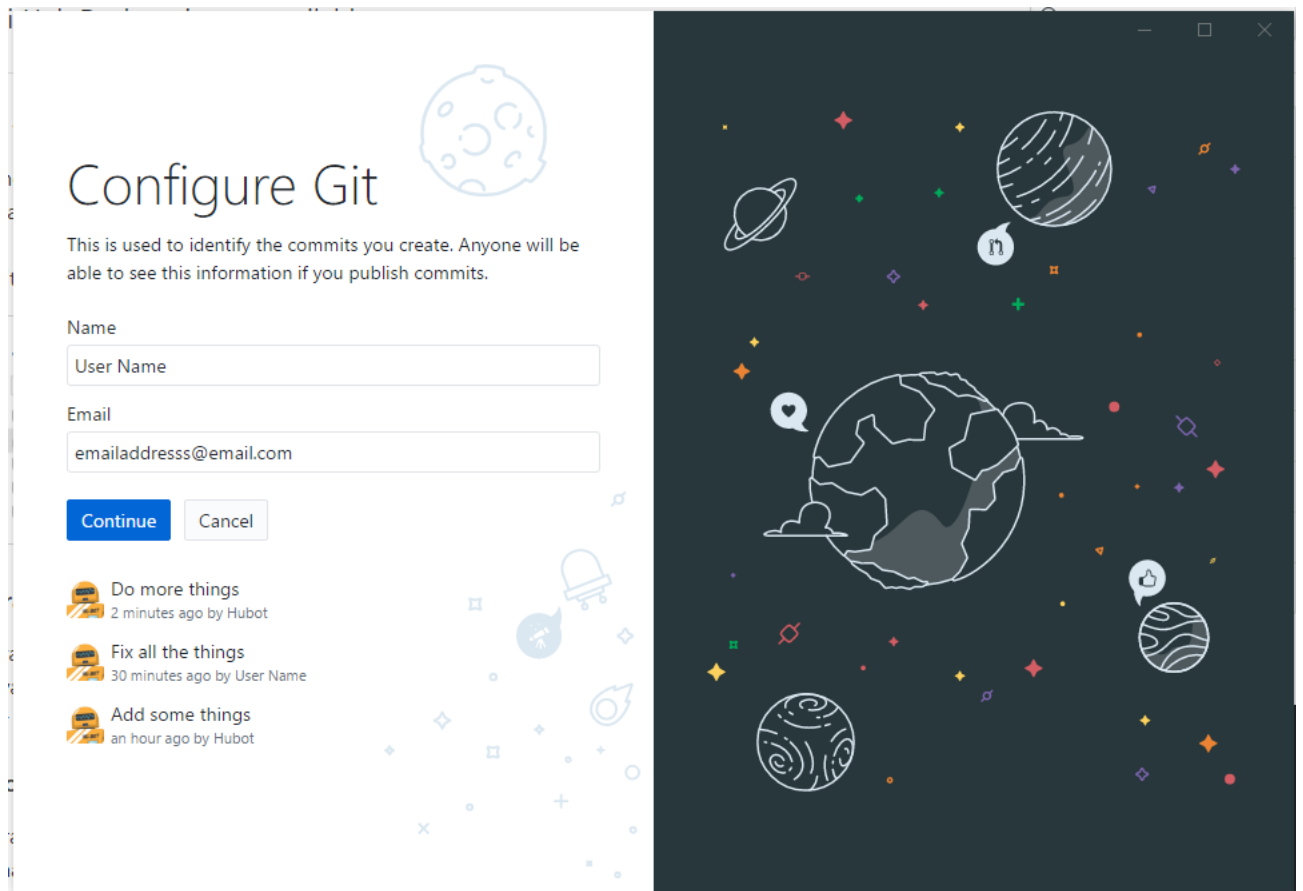 Configure Git
This is used to identify the commits you create. Anyone will be
able to see this information if you publish commits.
Name
User Name
Email
emailaddresss@email.com
Continue
Cancel
Do more things
2 minutes ago by Hubot
Fix all the things
30 minutes ago by User Name
Add some things
an hour ago by Hubot